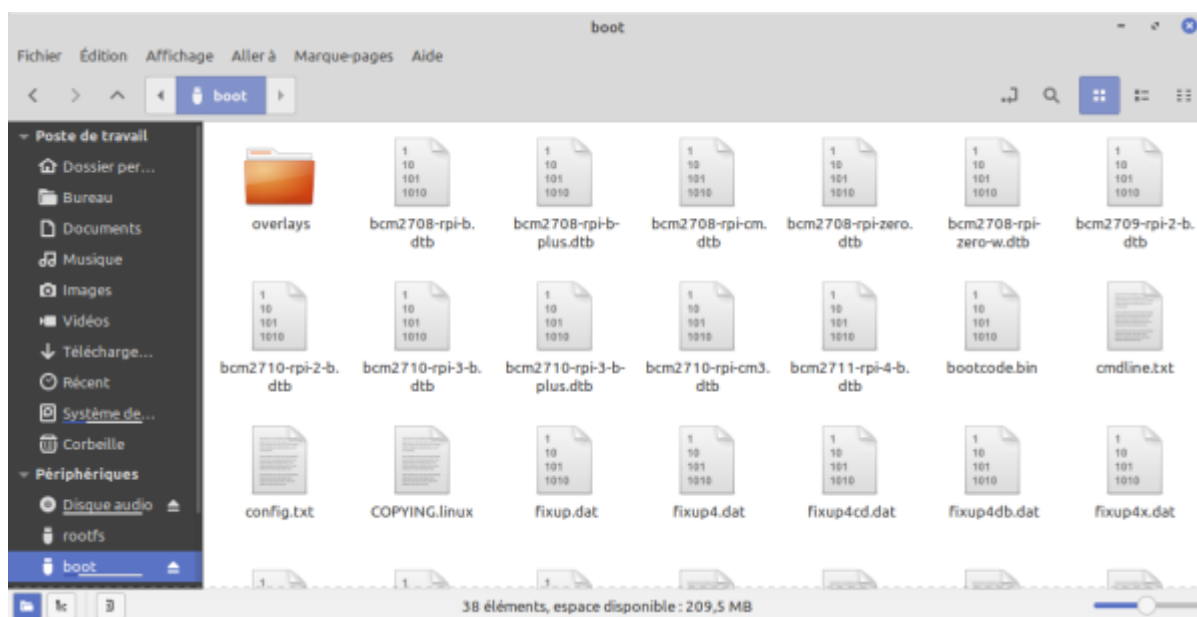 boot
Fichier Édition Affichage Aller à Marque-pages Aide
boot
Poste de travail
Dossier per...
Bureau
Documents
Musique
Images
Vidéos
Télécharge...
Récent
Système de...
Corbeille
Périphériques
Disque audio
rootfs
boot
overlays
bcm2708-rpi-b.
dtb
bcm2708-rpi-b-
plus.dtb
bcm2708-rpi-cm.
dtb
bcm2708-rpi-zero.
dtb
bcm2708-rpi-
zero-w.dtb
bcm2709-rpi-2-b.
dtb
bcm2710-rpi-2-b.
dtb
bcm2710-rpi-3-b.
dtb
bcm2710-rpi-3-b-
plus.dtb
bcm2710-rpi-cm3.
dtb
bcm2711-rpi-4-b.
dtb
bootcode.bin
cmdline.txt
config.txt
COPYING.linux
fixup.dat
fixup4.dat
fixup4cd.dat
fixup4db.dat
fixup4x.dat
38 éléments, espace disponible : 209,5 MB